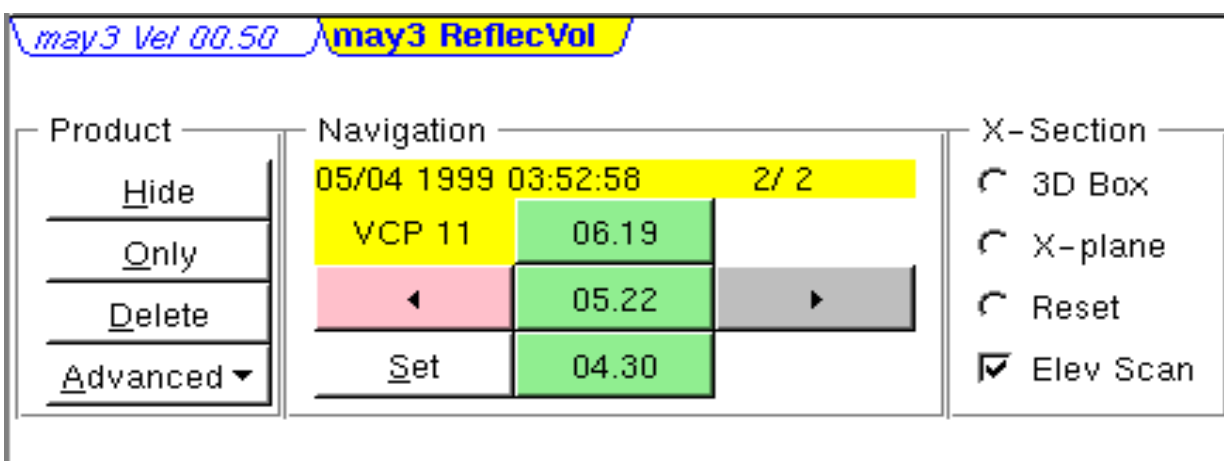 may3 Vel 00.50 may3 ReflecVol
Product Navigation X-Section
Hide 05/04 1999 03:52:58 2/ 2 3D Box
VCP 11 06.19
Only X-plane
05.22
Delete Reset
Advanced Set 04.30 Elev Scan